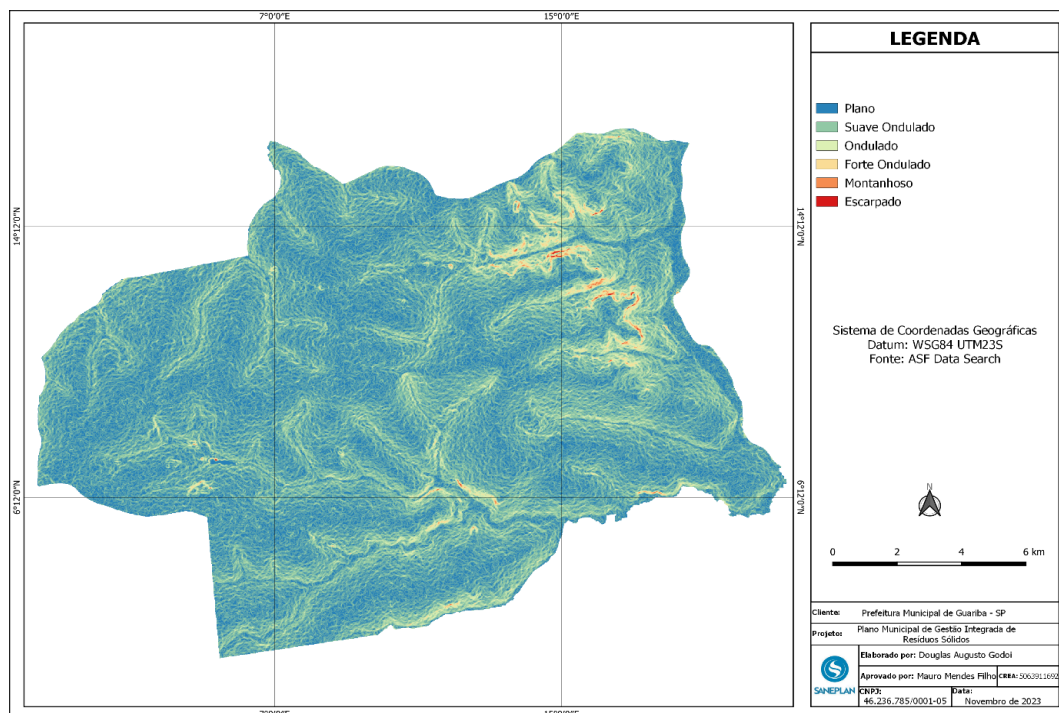 7°0'0"E
15°0'0"E
14°12'0"N
14°12'0"N
6°12'0"N
6°12'0"N
15°0'0"E
LEGENDA
Plano
Suave Ondulado
Ondulado
Forte Ondulado
Montanhoso
Escarpado
Sistema de Coordenadas Geográficas
Datum: WSG84 UTM23S
Fonte: ASF Data Search
N
0 2 4 6 km
Cliente: Prefeitura Municipal de Guariba - SP
Projeto: Plano Municipal de Gestão Integrada de
Resíduos Sólidos
SANEPLAN
Elaborado por: Douglas Augusto Godoi
Aprovado por: Mauro Mendes Filho CREA: 5063911692
CNPJ: 46.236.785/0001-05
Data: Novembro de 2023